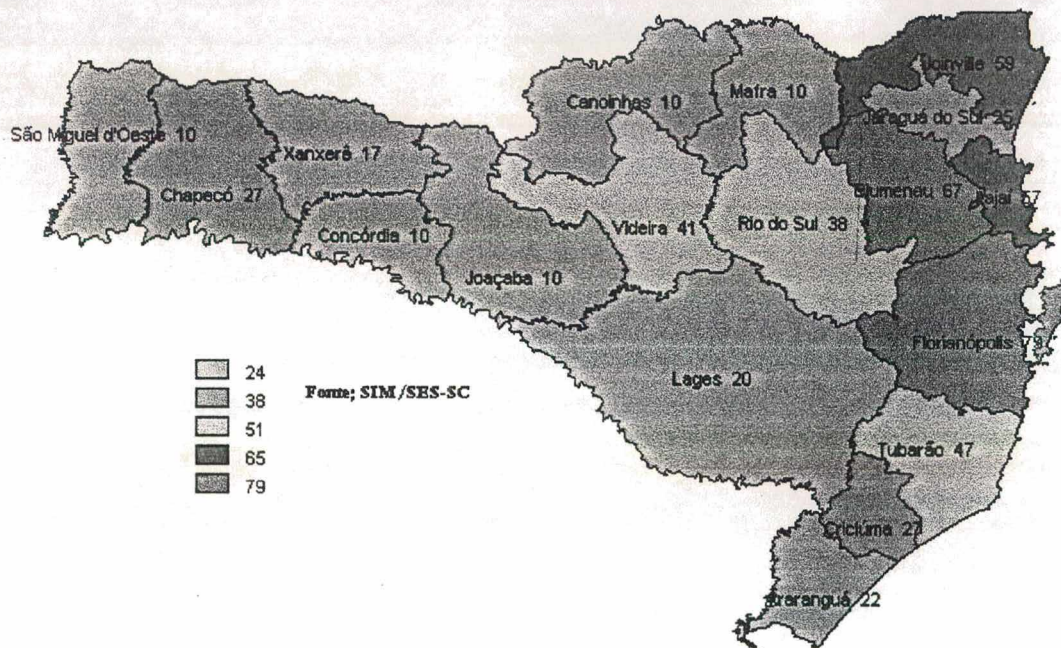 Joinville 59
Canoinhas 10
Mafra 10
Jaraguá do Sul 25
São Miguel d'Oeste 10
Xanxerê 17
Chapecó 27
Blumenau 67
Itajaí 57
Videira 41
Rio do Sul 38
Concórdia 10
Joaçaba 10
Florianópolis 79
24
38
51
65
79
Fonte; SIM/SES-SC
Lages 20
Tubarão 47
Criciúma 27
Araranguá 22